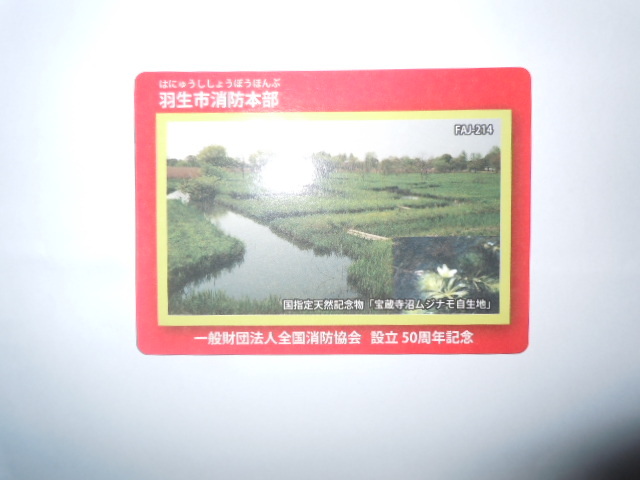 はにゅうししょうぼうほんぶ
羽生市消防本部
FAJ-214
国指定天然記念物「宝蔵寺沼ムジナモ自生地」
一般財団法人全国消防協会 設立50周年記念